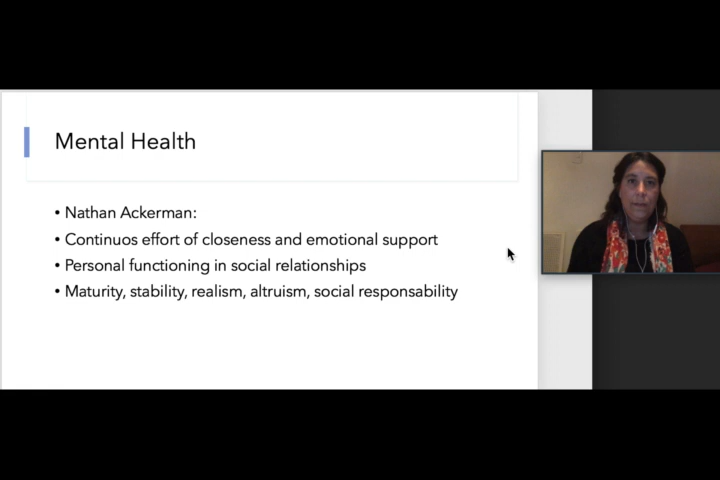 Mental Health
• Nathan Ackerman:
• Continuos effort of closeness and emotional support
• Personal functioning in social relationships
• Maturity, stability, realism, altruism, social responsability